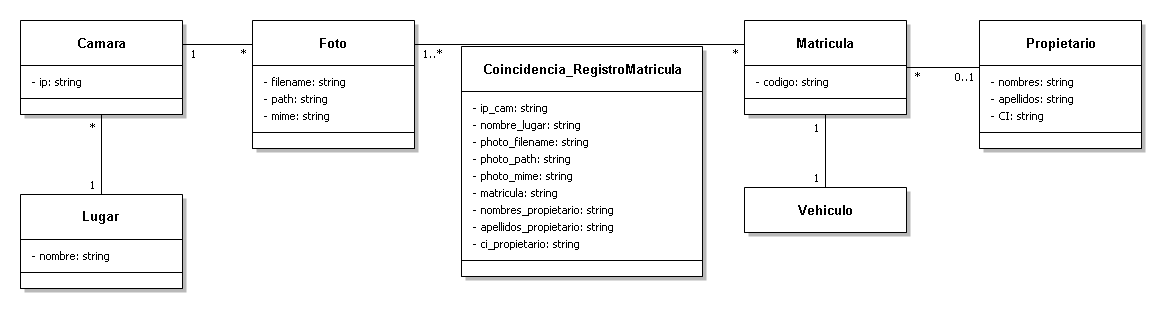 Camara
- ip: string
1
*
Foto
- filename: string
- path: string
- mime: string
1..*
*
Coincidencia_RegistroMatricula
- ip_cam: string
- nombre_lugar: string
- photo_filename: string
- photo_path: string
- photo_mime: string
- matricula: string
- nombres_propietario: string
- apellidos_propietario: string
- ci_propietario: string
Matricula
- codigo: string
*
0..1
Propietario
- nombres: string
- apellidos: string
- CI: string
*
1
Lugar
- nombre: string
1
1
Vehiculo